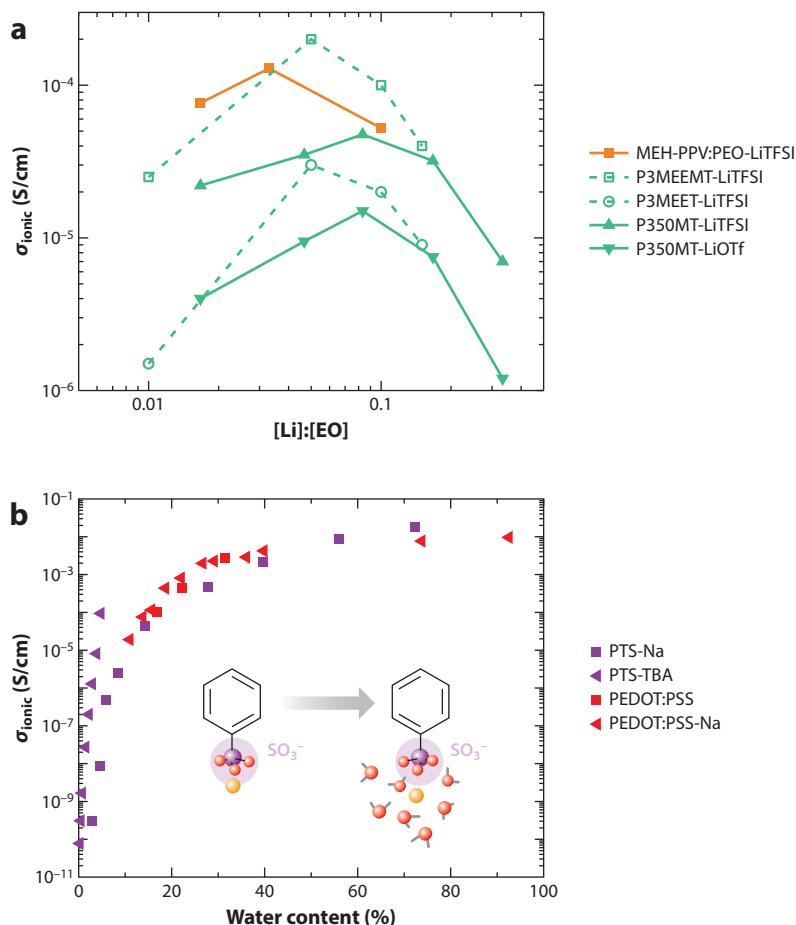 a
10⁻⁴
10⁻⁵
10⁻⁶
σionic (S/cm)
0.01
0.1
[Li]:[EO]
MEH-PPV:PEO-LiTFSI
P3MEEMT-LiTFSI
P3MEET-LiTFSI
P350MT-LiTFSI
P350MT-LiOTf
b
10⁻¹
10⁻³
10⁻⁵
10⁻⁷
10⁻⁹
10⁻¹¹
σionic (S/cm)
SO₃⁻
SO₃⁻
0
20
40
60
80
100
Water content (%)
PTS-Na
PTS-TBA
PEDOT:PSS
PEDOT:PSS-Na